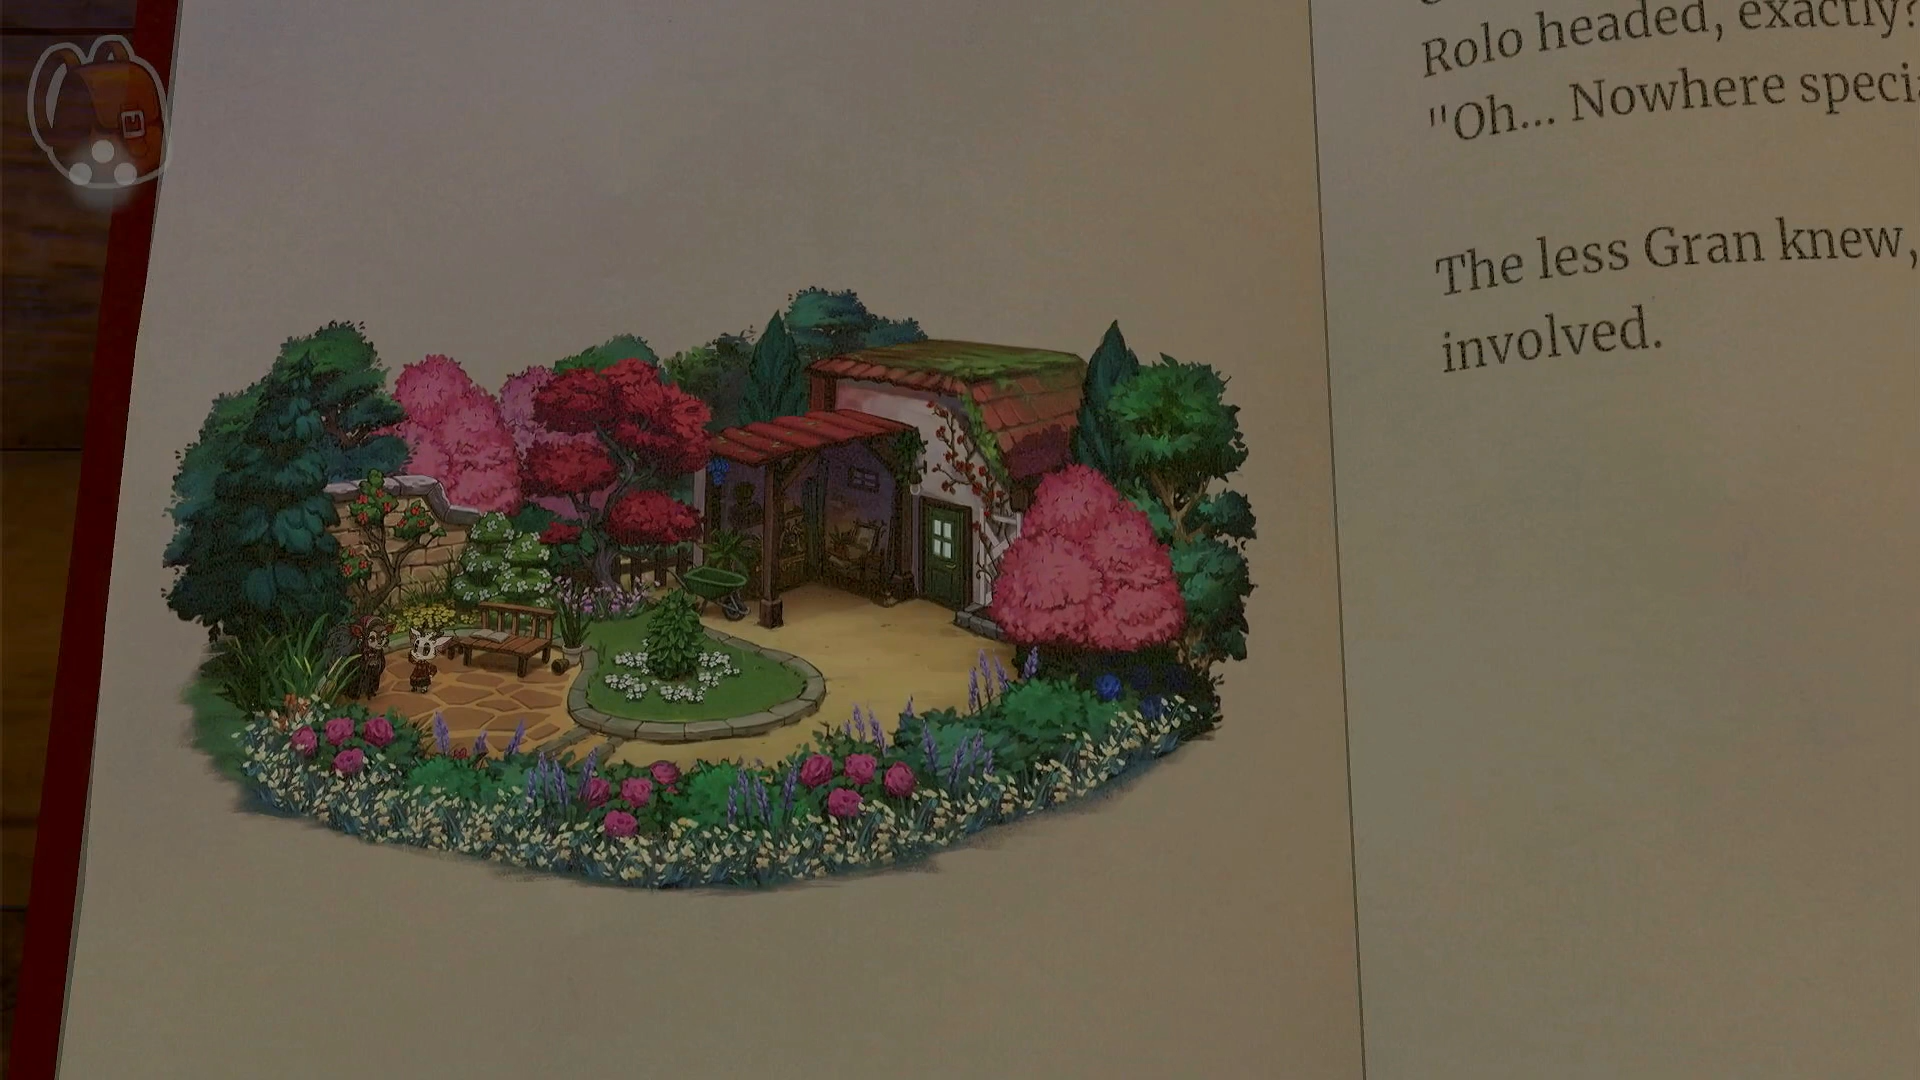 Rolo headed, exactly?
"Oh... Nowhere speci
The less Gran knew,
involved.